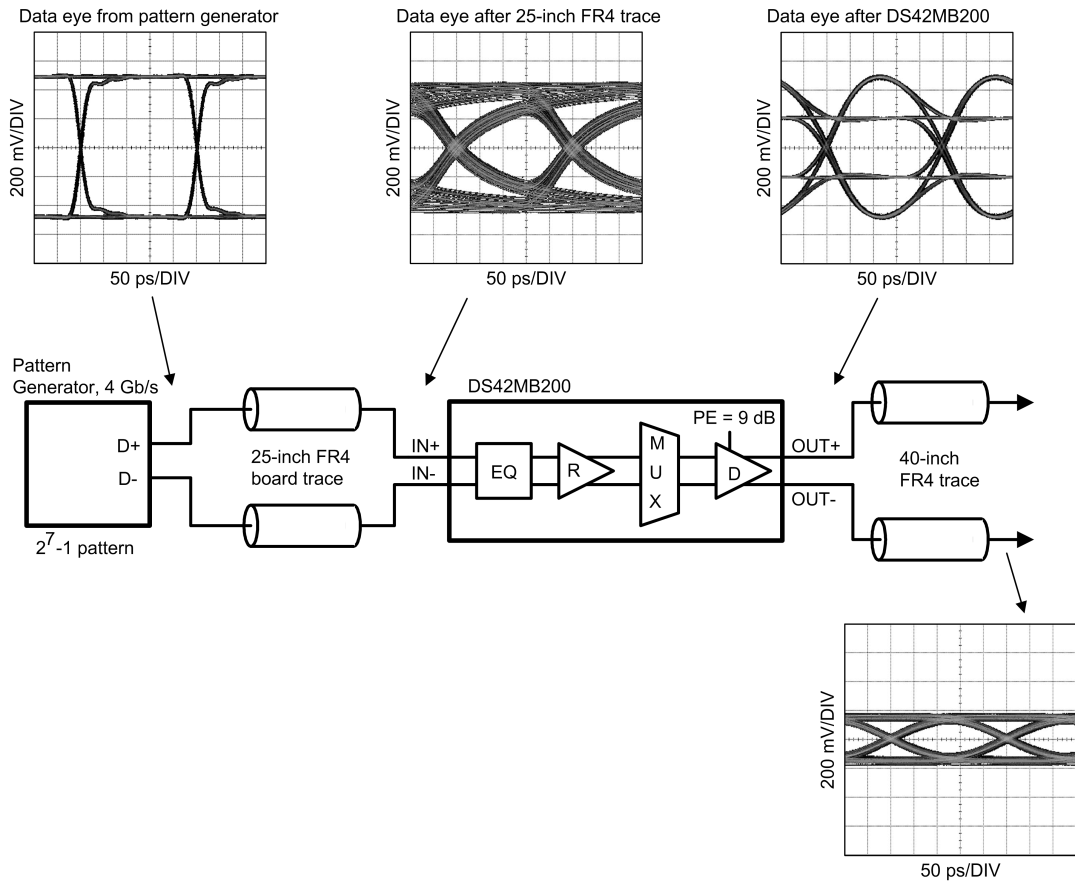 Data eye from pattern generator
200 mV/DIV
50 ps/DIV
Data eye after 25-inch FR4 trace
200 mV/DIV
50 ps/DIV
Data eye after DS42MB200
200 mV/DIV
50 ps/DIV
Pattern
Generator, 4 Gb/s
D+
D-
2⁷-1 pattern
25-inch FR4
board trace
IN+
IN-
DS42MB200
EQ
R
M
U
X
PE = 9 dB
D
OUT+
OUT-
40-inch
FR4 trace
200 mV/DIV
50 ps/DIV